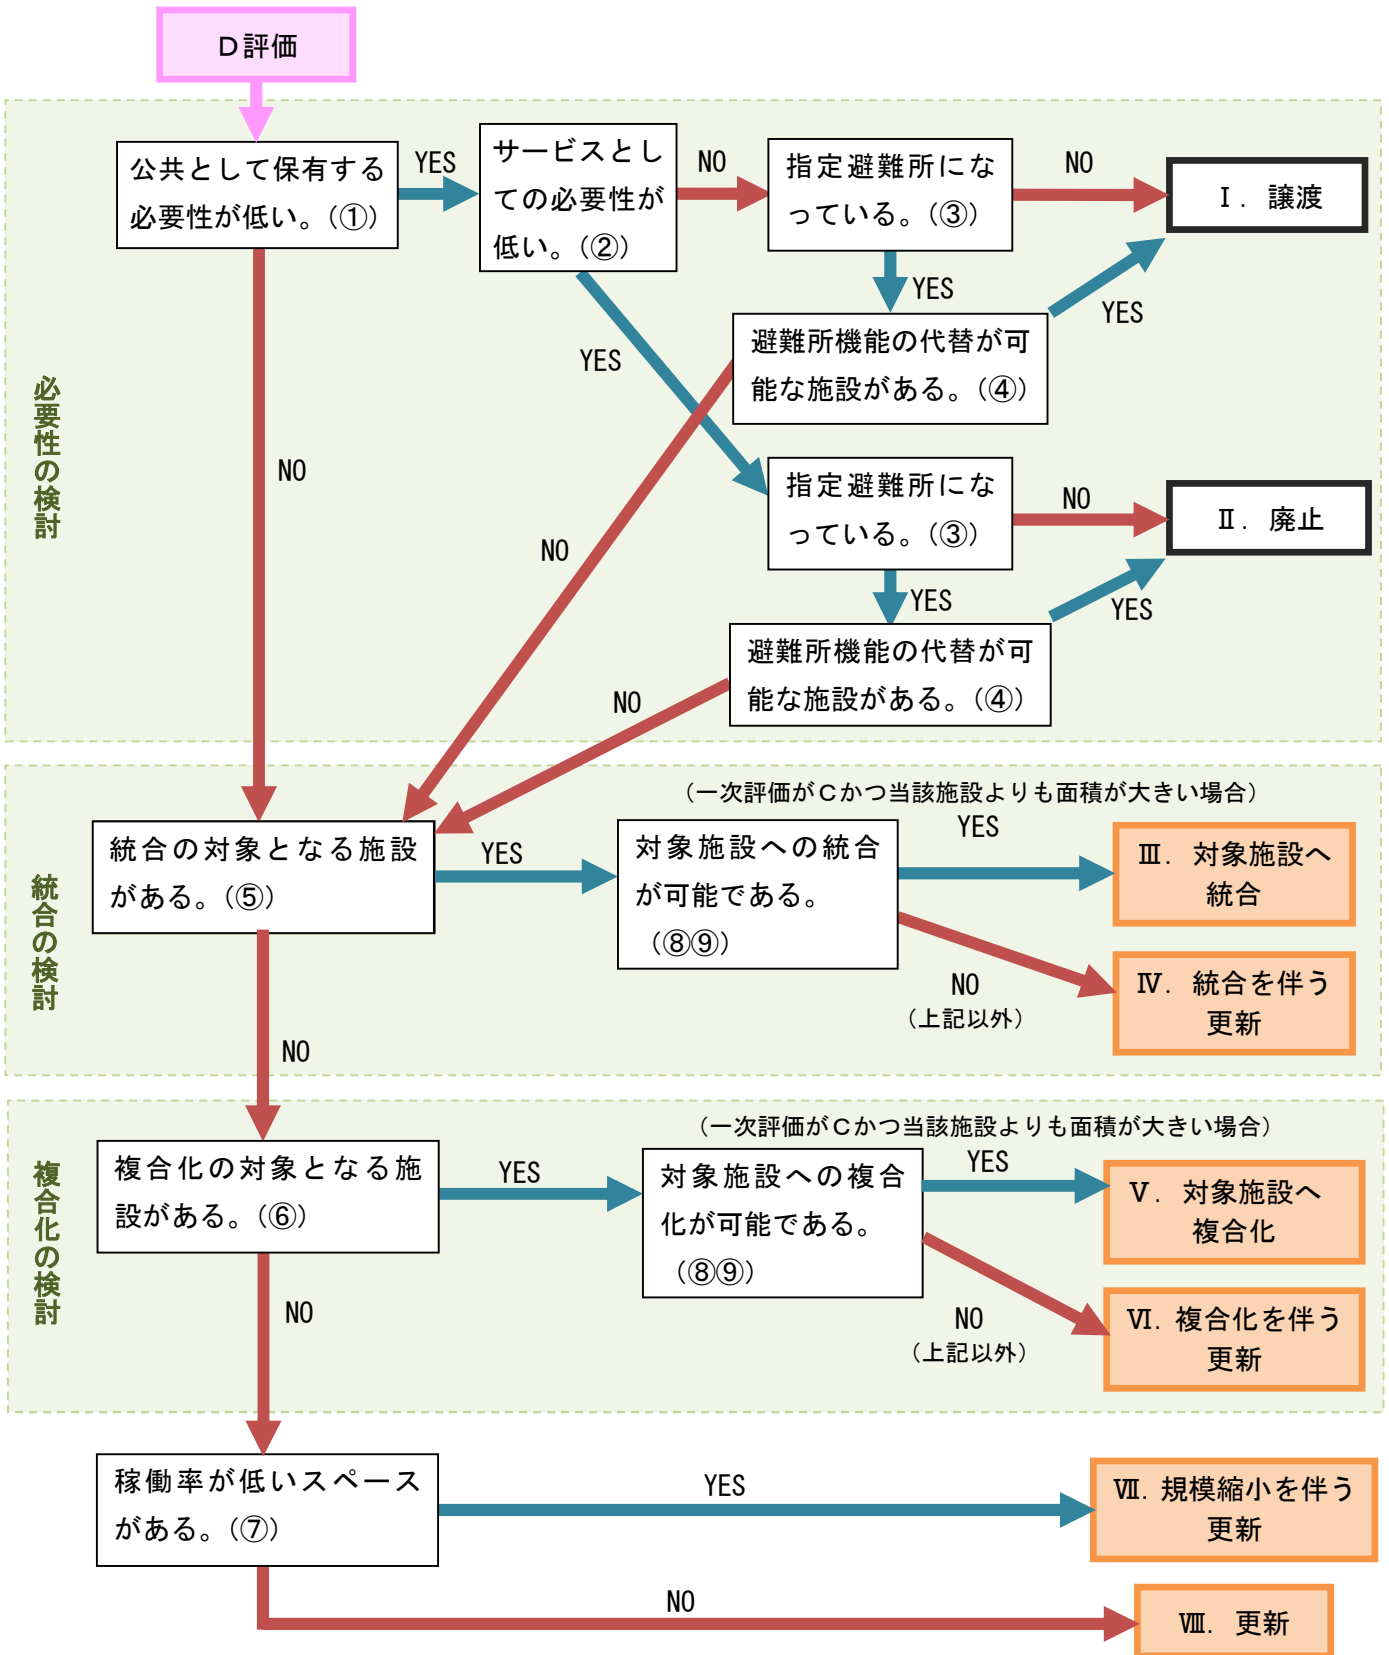 Ｄ評価
必要性の検討
公共として保有する
必要性が低い。（①）
YES
サービスとし
ての必要性が
低い。（②）
NO
指定避難所にな
っている。（③）
NO
Ⅰ． 譲渡
YES
YES
避難所機能の代替が可
能な施設がある。（④）
YES
NO
NO
指定避難所にな
っている。（③）
NO
Ⅱ． 廃止
YES
YES
避難所機能の代替が可
能な施設がある。（④）
NO
統合の検討
（一次評価がＣかつ当該施設よりも面積が大きい場合）
統合の対象となる施設
がある。（⑤）
YES
対象施設への統合
が可能である。
（⑧⑨）
YES
Ⅲ． 対象施設へ
統合
NO
（上記以外）
Ⅳ． 統合を伴う
更新
NO
複合化の検討
（一次評価がＣかつ当該施設よりも面積が大きい場合）
複合化の対象となる施
設がある。（⑥）
YES
対象施設への複合
化が可能である。
（⑧⑨）
YES
Ⅴ． 対象施設へ
複合化
NO
（上記以外）
Ⅵ．複合化を伴う
更新
NO
稼働率が低いスペース
がある。（⑦）
YES
Ⅶ．規模縮小を伴う
更新
NO
Ⅷ． 更新